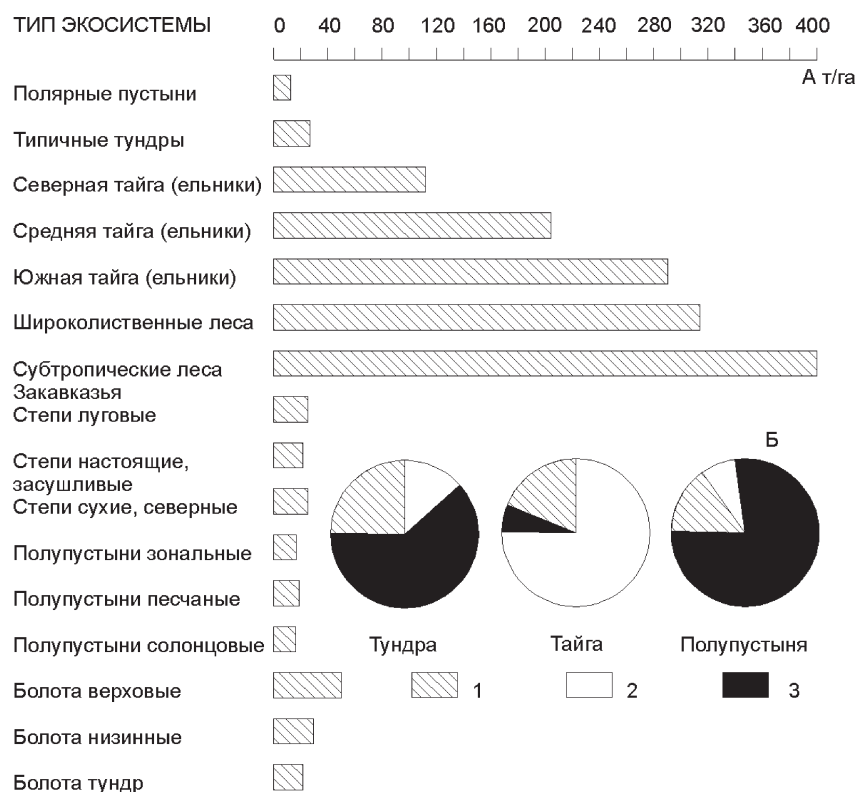 ТИП ЭКОСИСТЕМЫ
0 40 120 160 200 240 280 320 400
А т/га
Полярные пустыни
Типичные тундры
Северная тайга (ельники)
Средняя тайга (ельники)
Южная тайга (ельники)
Широколиственные леса
Субтропические леса
Закавказья
Степи луговые
Б
Степи настоящие,
засушливые
Степи сухие, северные
Полупустыни зональные
Полупустыни песчаные
Полупустыни солонцовые
Тундра Тайга Полупустыня
Болота верховые
1 2 3
Болота низинные
Болота тундр